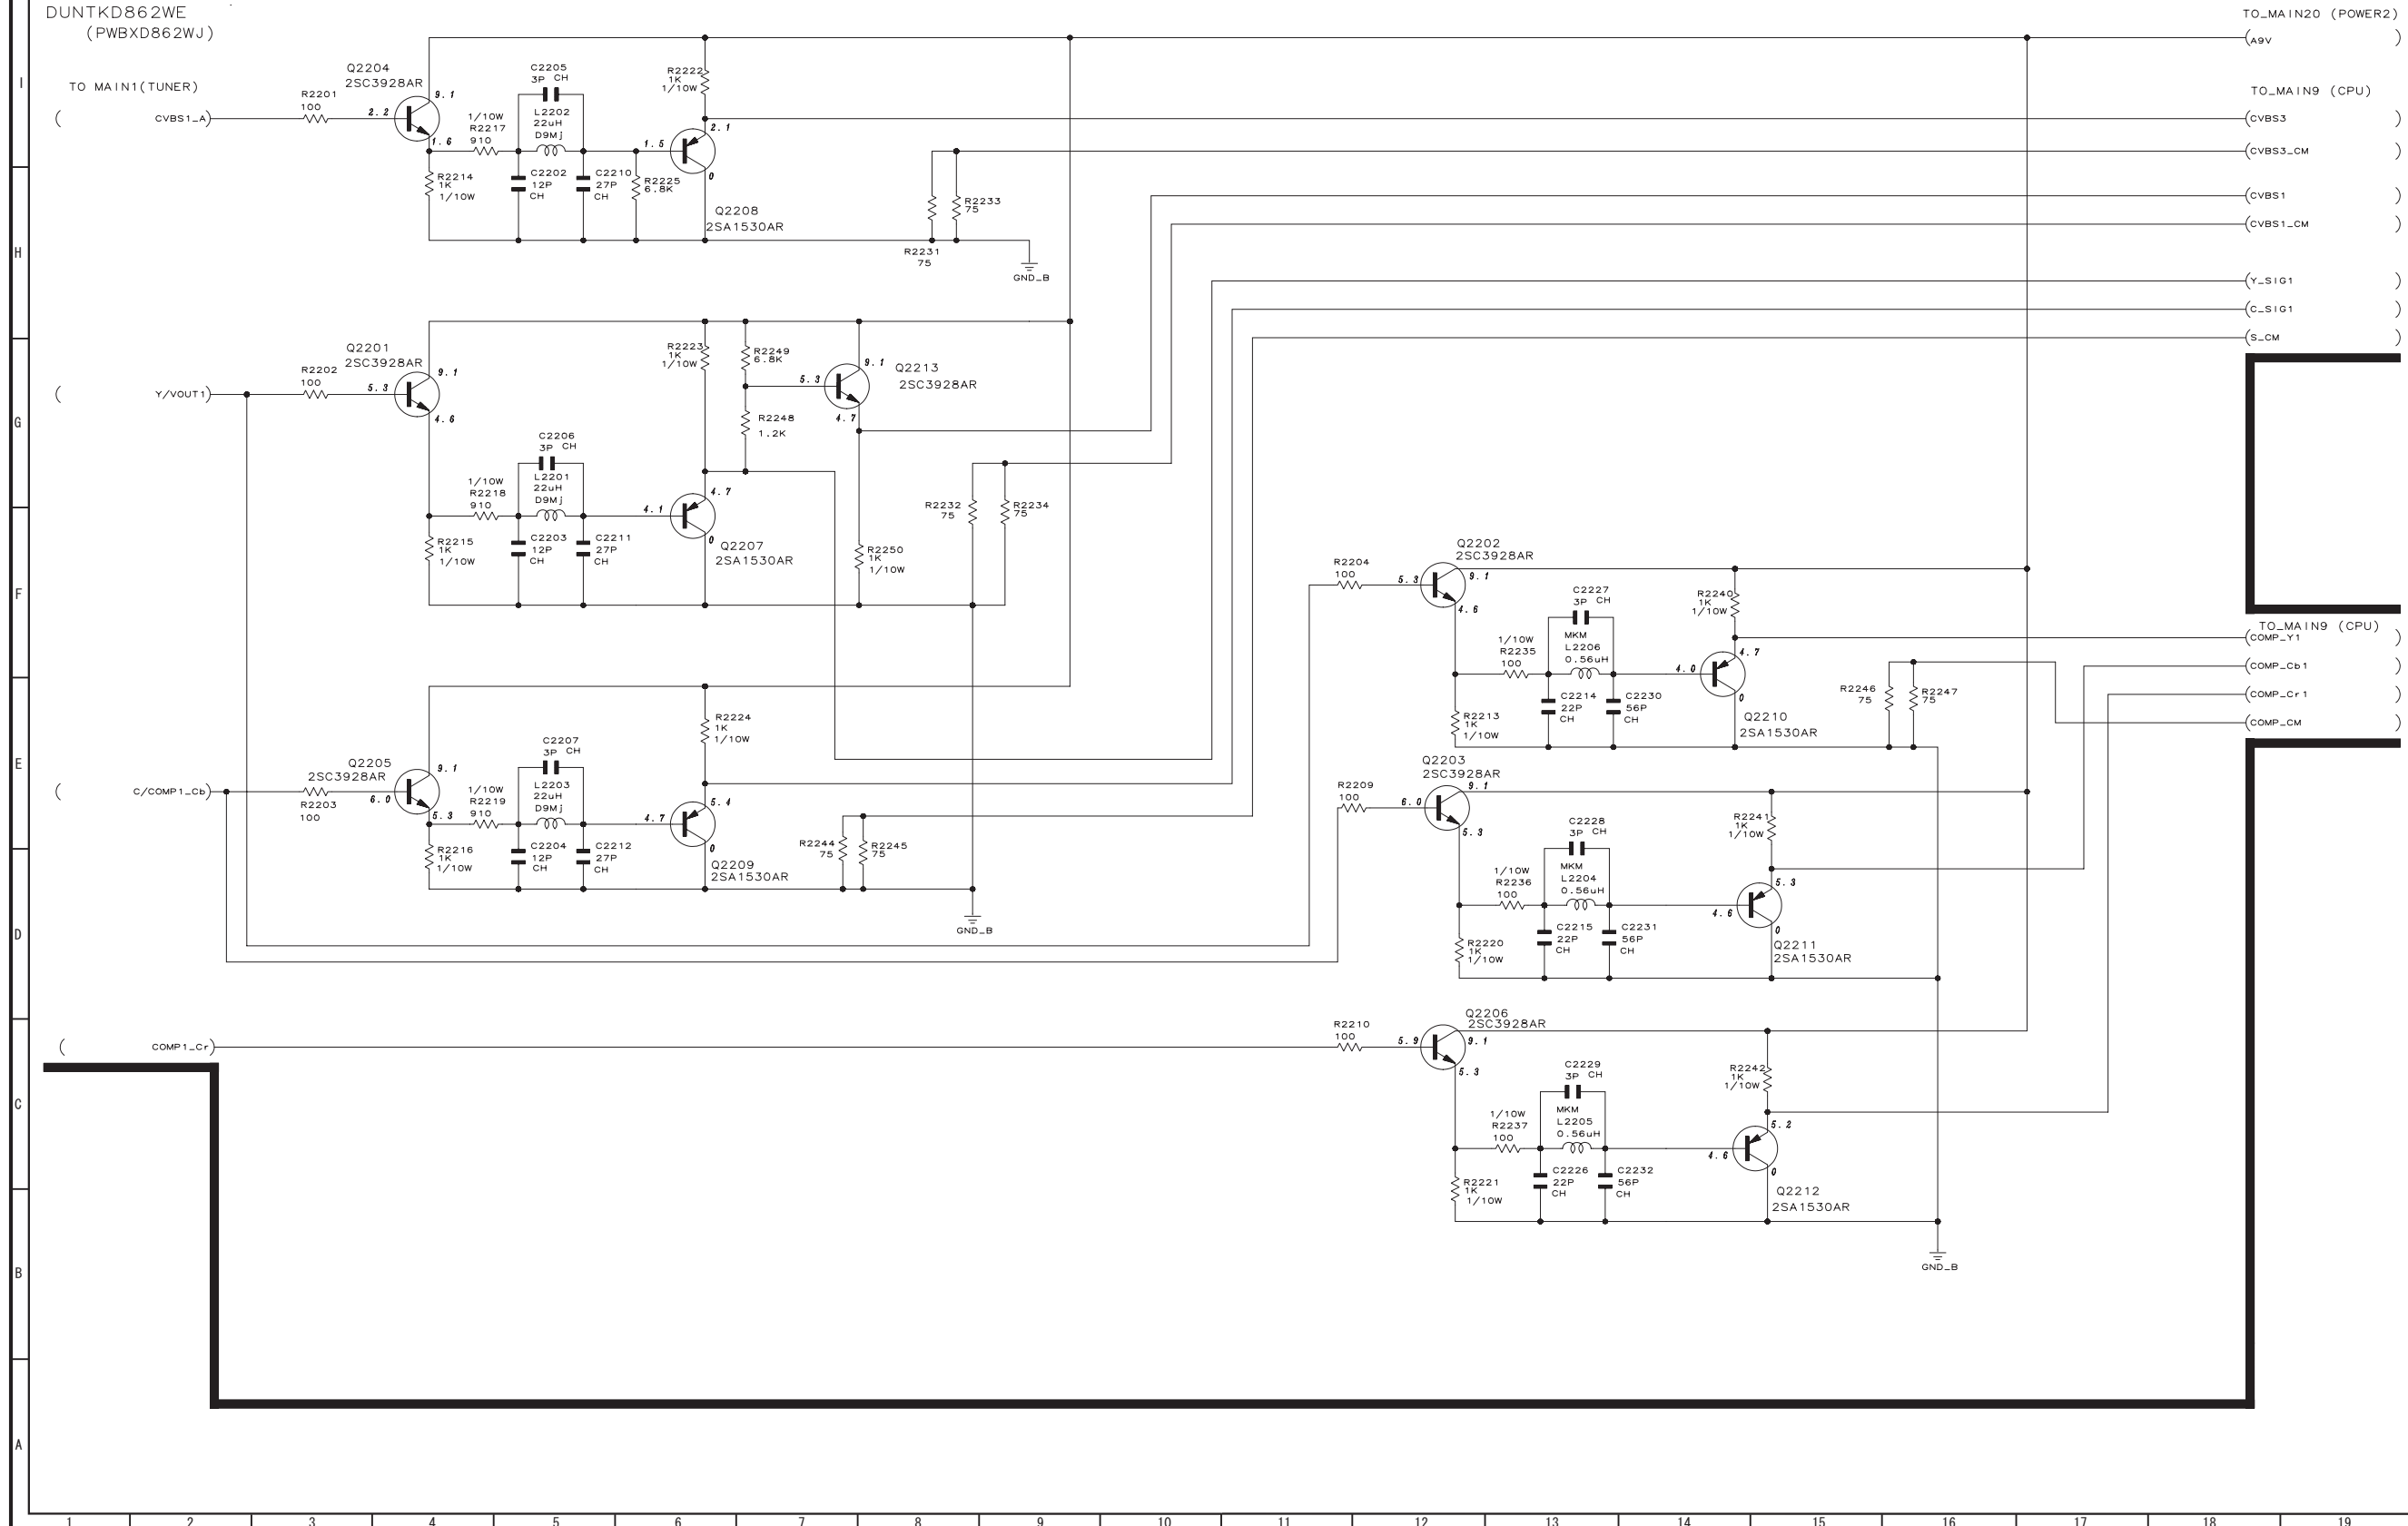 DUNTKD862WE
(PWBXD862WJ)
TO_MAIN20 (POWER2)
(A9V )
TO MAIN1(TUNER)
TO_MAIN9 (CPU)
( CVBS1_A)
R2201
100
Q2204
2SC3928AR
2.2
9.1
1.6
1/10W
R2217
910
C2205
3P CH
L2202
22uH
D9Mj
R2214
1K
1/10W
C2202
12P
CH
C2210
27P
CH
R2225
6.8K
1.5
R2222
1K
1/10W
2.1
0
Q2208
2SA1530AR
R2231
75
R2233
75
GND_B
(CVBS3 )
(CVBS3_CM )
(CVBS1 )
(CVBS1_CM )
(Y_SIG1 )
(C_SIG1 )
(S_CM )
( Y/VOUT1)
R2202
100
Q2201
2SC3928AR
5.3
9.1
4.6
1/10W
R2218
910
C2206
3P CH
L2201
22uH
D9Mj
R2215
1K
1/10W
C2203
12P
CH
C2211
27P
CH
4.1
R2223
1K
1/10W
4.7
0
Q2207
2SA1530AR
R2249
6.8K
R2248
1.2K
5.3
9.1
4.7
Q2213
2SC3928AR
R2250
1K
1/10W
R2232
75
R2234
75
R2204
100
Q2202
2SC3928AR
5.3
9.1
4.6
1/10W
R2235
100
C2227
3P CH
MKM
L2206
0.56uH
R2213
1K
1/10W
C2214
22P
CH
C2230
56P
CH
4.0
R2240
1K
1/10W
4.7
0
Q2210
2SA1530AR
R2246
75
R2247
75
TO_MAIN9 (CPU)
(COMP_Y1 )
(COMP_Cb1 )
(COMP_Cr1 )
(COMP_CM )
( C/COMP1_Cb)
R2203
100
Q2205
2SC3928AR
6.0
9.1
5.3
1/10W
R2219
910
C2207
3P CH
L2203
22uH
D9Mj
R2216
1K
1/10W
C2204
12P
CH
C2212
27P
CH
4.7
R2224
1K
1/10W
5.4
0
Q2209
2SA1530AR
R2244
75
R2245
75
GND_B
R2209
100
Q2203
2SC3928AR
6.0
9.1
5.3
1/10W
R2236
100
C2228
3P CH
MKM
L2204
0.56uH
R2220
1K
1/10W
C2215
22P
CH
C2231
56P
CH
4.6
R2241
1K
1/10W
5.3
0
Q2211
2SA1530AR
( COMP1_Cr)
R2210
100
Q2206
2SC3928AR
5.9
9.1
5.3
1/10W
R2237
100
C2229
3P CH
MKM
L2205
0.56uH
R2221
1K
1/10W
C2226
22P
CH
C2232
56P
CH
4.6
R2242
1K
1/10W
5.2
0
Q2212
2SA1530AR
GND_B
I
H
G
F
E
D
C
B
A
1 2 3 4 5 6 7 8 9 10 11 12 13 14 15 16 17 18 19